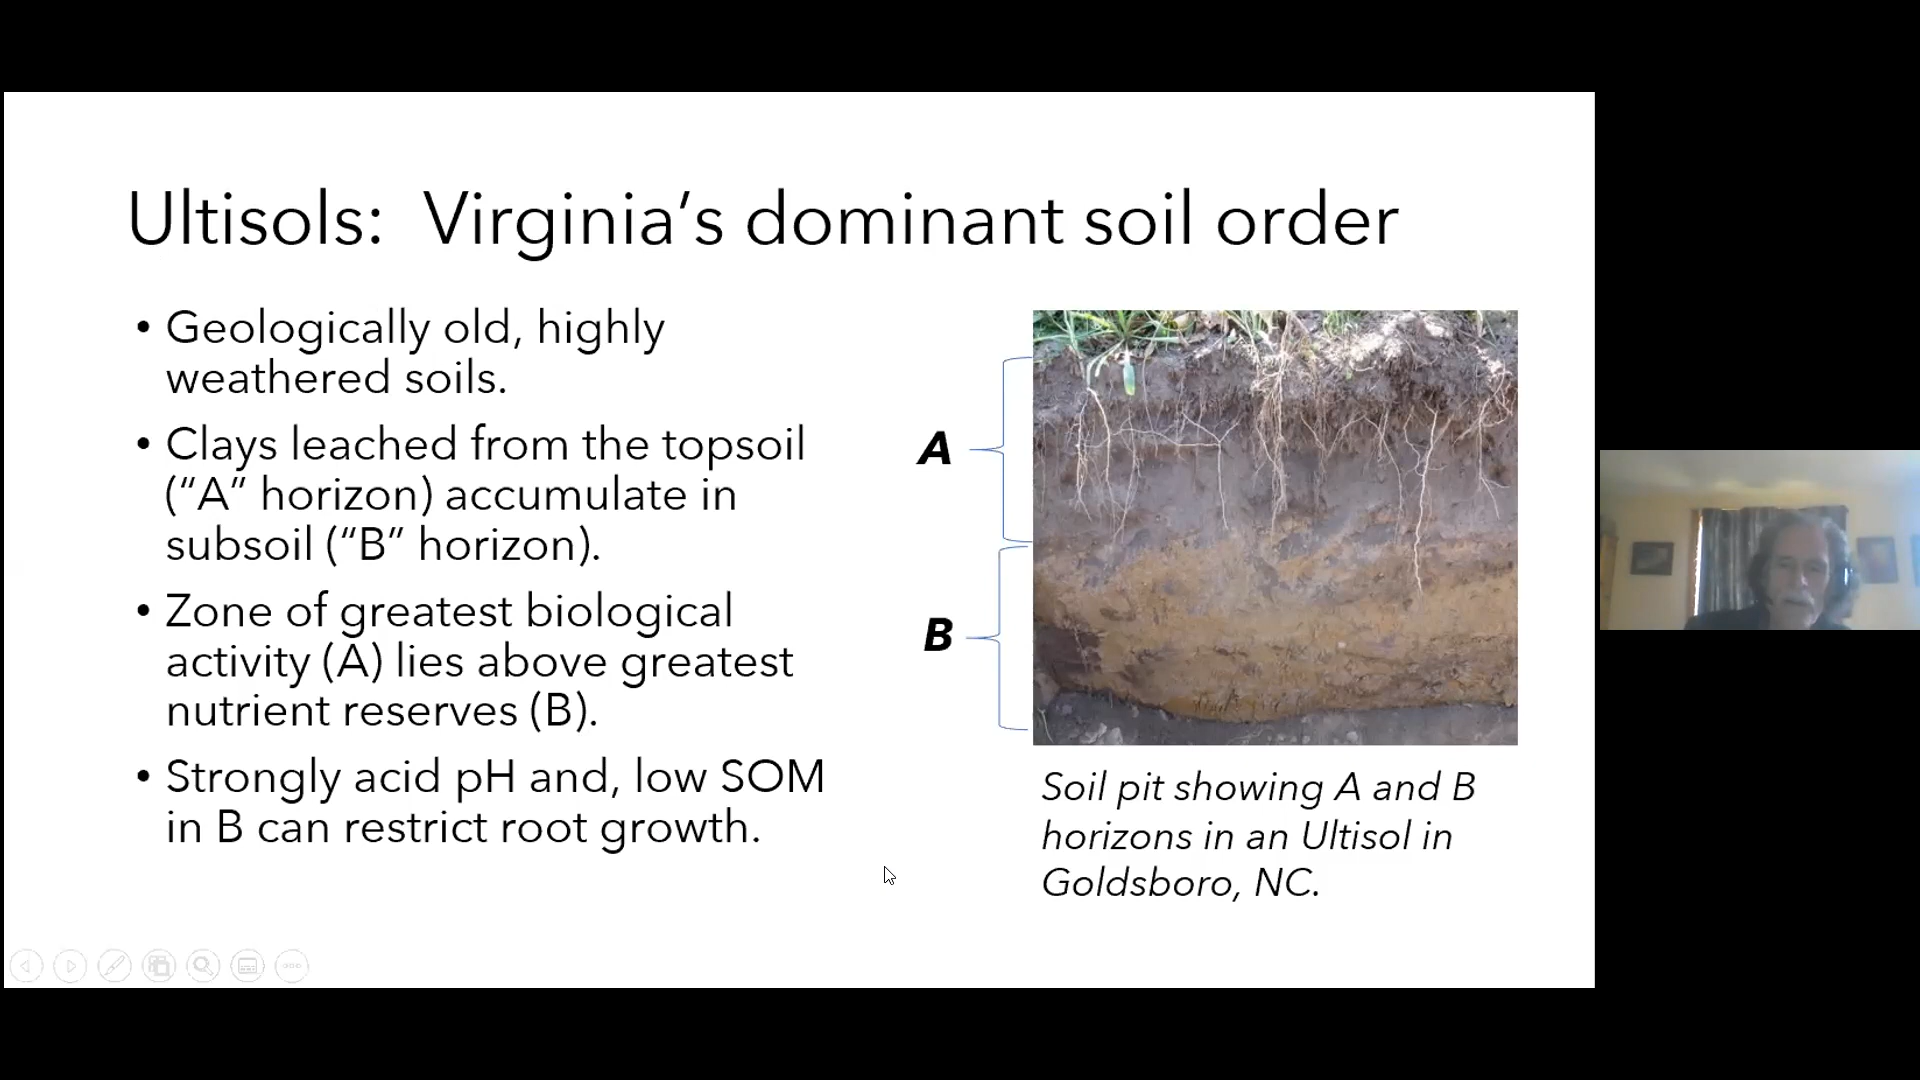 Ultisols:  Virginia’s dominant soil order
• Geologically old, highly
weathered soils.
• Clays leached from the topsoil
(“A” horizon) accumulate in
subsoil (“B” horizon).
• Zone of greatest biological
activity (A) lies above greatest
nutrient reserves (B).
• Strongly acid pH and, low SOM
in B can restrict root growth.
A
B
Soil pit showing A and B
horizons in an Ultisol in
Goldsboro, NC.